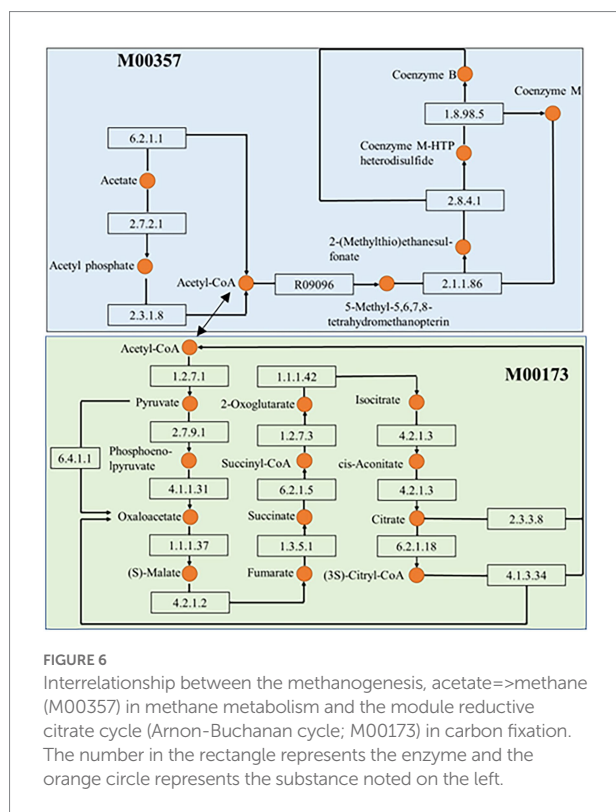 M00357
Coenzyme B
Coenzyme M
1.8.98.5
6.2.1.1
Coenzyme M-HTP
heterodisulfide
Acetate
2.8.4.1
2.7.2.1
2-(Methylthio)ethanesul-
fonate
Acetyl phosphate
Acetyl-CoA
R09096
2.1.1.86
2.3.1.8
5-Methyl-5,6,7,8-
tetrahydromethanopterin
Acetyl-CoA
M00173
1.2.7.1
1.1.1.42
Pyruvate
2-Oxoglutarate
Isocitrate
2.7.9.1
1.2.7.3
4.2.1.3
6.4.1.1
Phosphoeno-
lpyruvate
Succinyl-CoA
cis-Aconitate
4.1.1.31
6.2.1.5
4.2.1.3
Oxaloacetate
Succinate
Citrate
2.3.3.8
1.1.1.37
1.3.5.1
6.2.1.18
(S)-Malate
Fumarate
(3S)-Citryl-CoA
4.1.3.34
4.2.1.2
FIGURE 6
Interrelationship between the methanogenesis, acetate=>methane
(M00357) in methane metabolism and the module reductive
citrate cycle (Arnon-Buchanan cycle; M00173) in carbon fixation.
The number in the rectangle represents the enzyme and the
orange circle represents the substance noted on the left.